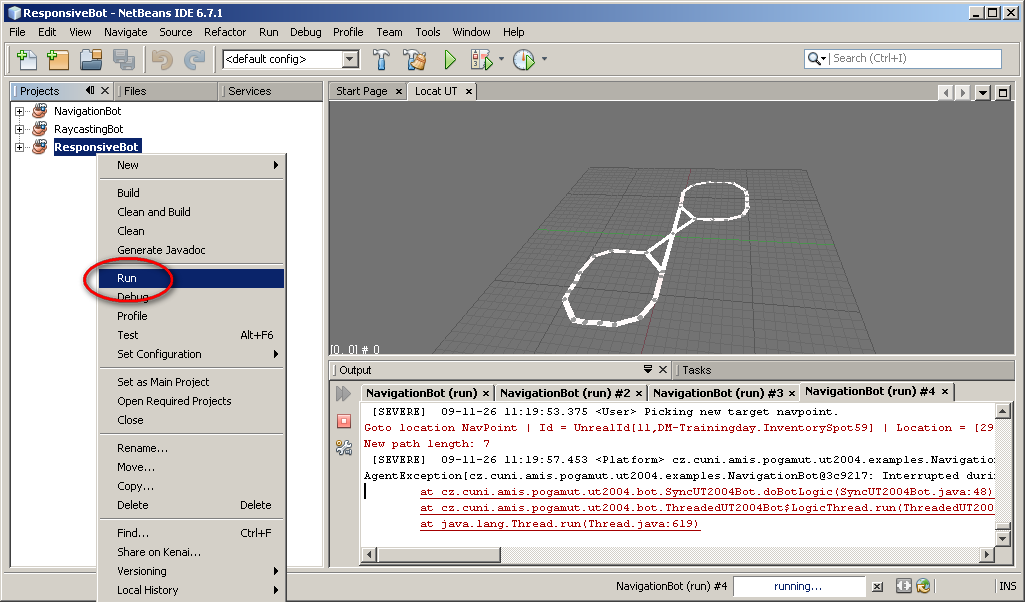 ResponsiveBot - NetBeans IDE 6.7.1
File Edit View Navigate Source Refactor Run Debug Profile Team Tools Window Help
<default config>
Search (Ctrl+I)
Projects Files Services
Start Page Locat UT
NavigationBot
RaycastingBot
ResponsiveBot
New
Build
Clean and Build
Clean
Generate Javadoc
Run
Debug
Profile
Test Alt+F6
Set Configuration
Set as Main Project
Open Required Projects
Close
Rename...
Move...
Copy...
Delete Delete
Find... Ctrl+F
Share on Kenai...
Versioning
Local History
[0, 0] # 0
Output Tasks
NavigationBot (run) NavigationBot (run) #2 NavigationBot (run) #3 NavigationBot (run) #4
[SEVERE] 09-11-26 11:19:53.375 <User> Picking new target navpoint.
Goto location NavPoint | Id = UnrealId[11,DM-Trainingday.InventorySpot59] | Location = [29
New path length: 7
[SEVERE] 09-11-26 11:19:57.453 <Platform> cz.cuni.amis.pogamut.ut2004.examples.Navigatio
AgentException[cz.cuni.amis.pogamut.ut2004.examples.NavigationBot@3c9217: Interrupted duri
at cz.cuni.amis.pogamut.ut2004.bot.SyncUT2004Bot.doBotLogic(SyncUT2004Bot.java:48)
at cz.cuni.amis.pogamut.ut2004.bot.ThreadedUT2004Bot$LogicThread.run(ThreadedUT200
at java.lang.Thread.run(Thread.java:619)
NavigationBot (run) #4 running... INS